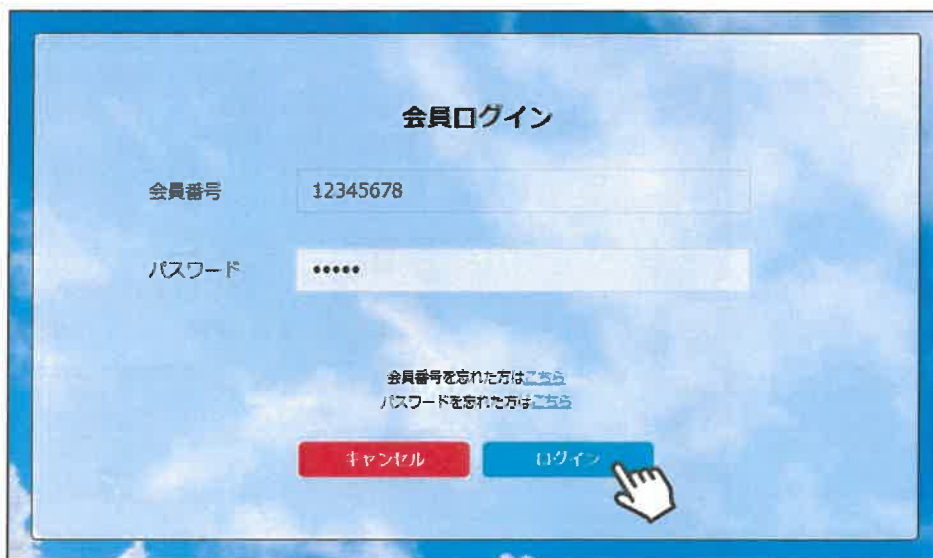 会員ログイン
会員番号 12345678
パスワード •••••
会員番号を忘れた方はこちら
パスワードを忘れた方はこちら
キャンセル ログイン